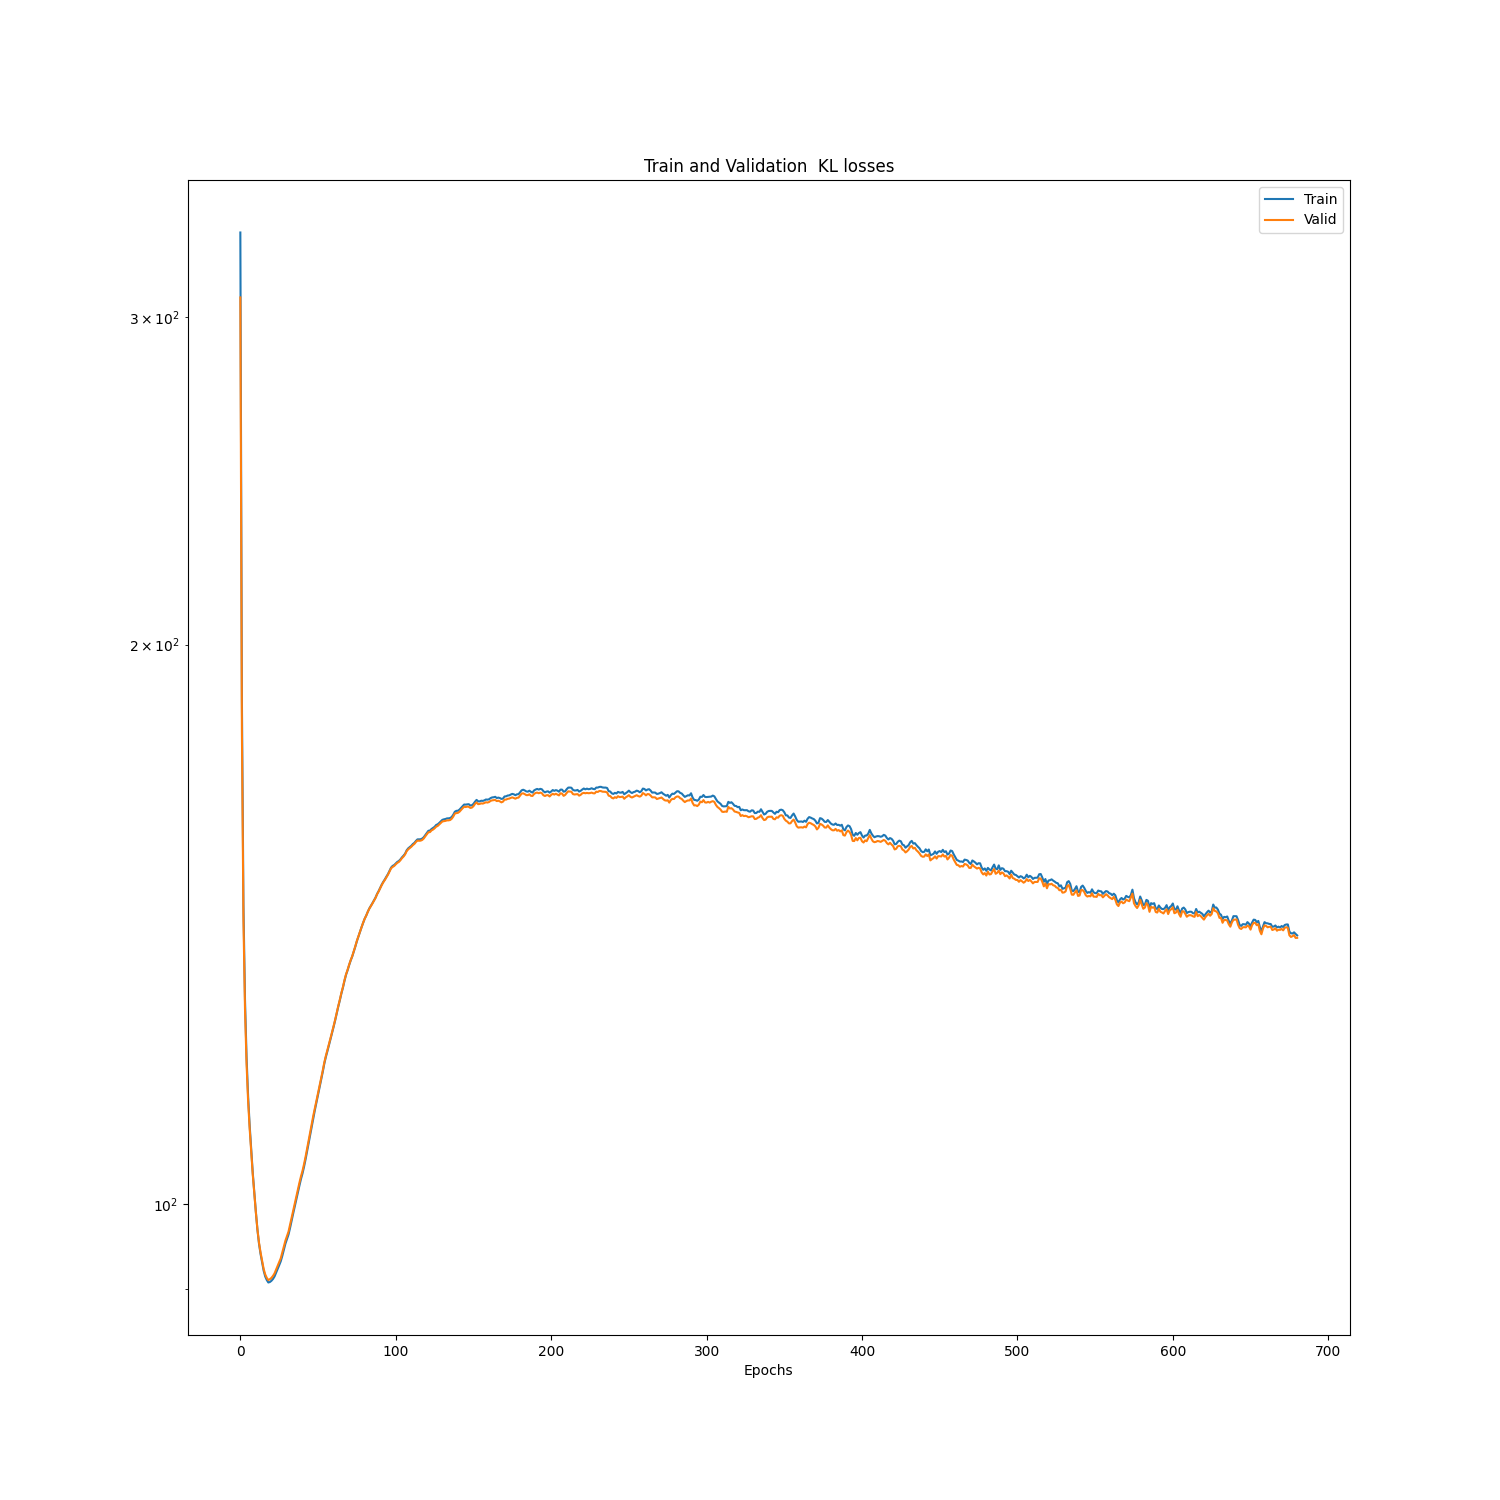 Train and Validation  KL losses
Train
Valid
3 × 10²
2 × 10²
10²
0 100 200 300 400 500 600 700
Epochs